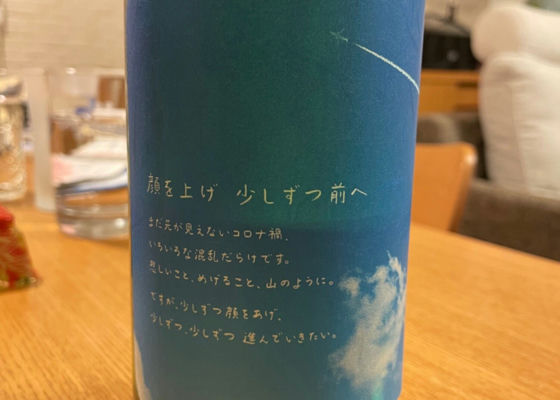 顔を上げ 少しずつ前へ
まだ先が見えないコロナ禍、
いろいろな混乱だらけです。
悲しいこと、めげること、山のように。
ですが、少しずつ顔をあげ、
少しずつ、少しずつ 進んでいきたい。